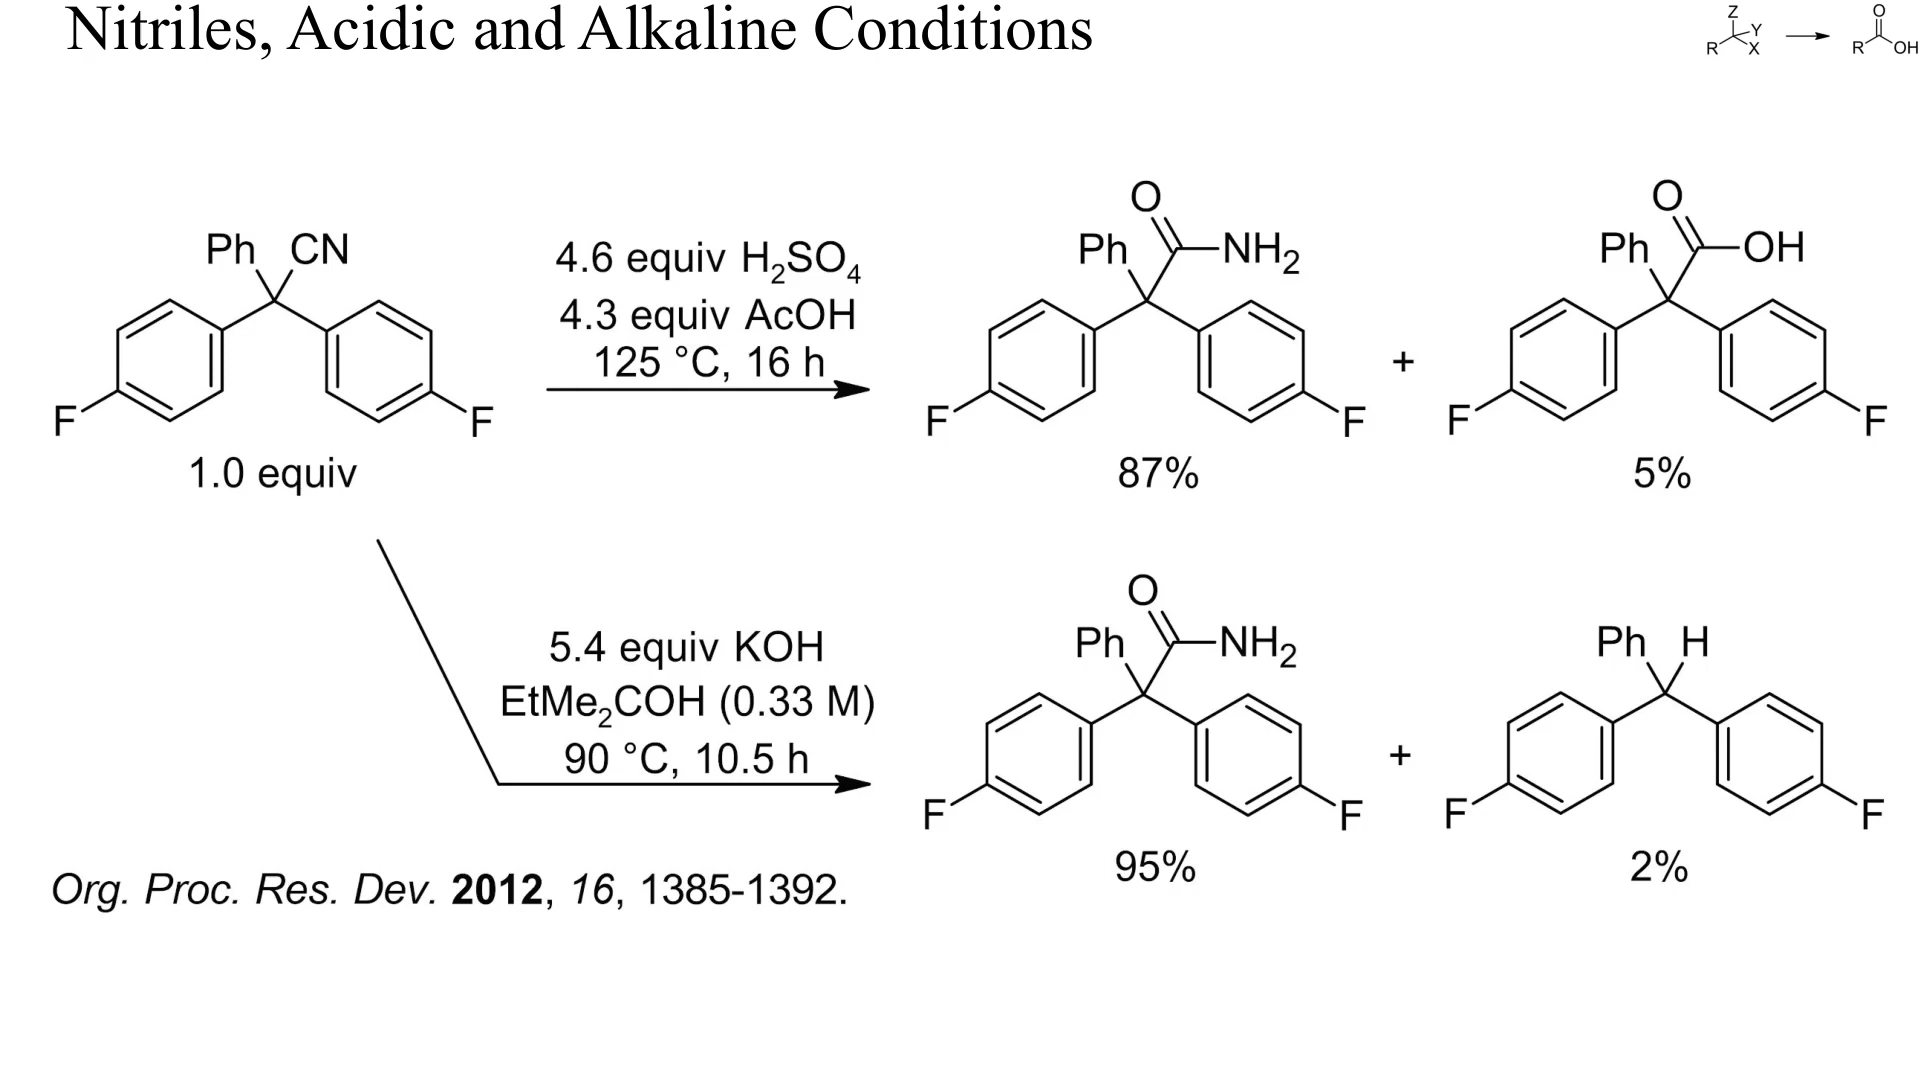 Nitriles, Acidic and Alkaline Conditions
Z
Y
R
X
O
R
OH
Ph CN
F
F
1.0 equiv
4.6 equiv H₂SO₄
4.3 equiv AcOH
125 °C, 16 h
O
Ph
NH₂
F
F
87%
+
O
Ph
OH
F
F
5%
5.4 equiv KOH
EtMe₂COH (0.33 M)
90 °C, 10.5 h
O
Ph
NH₂
F
F
95%
+
Ph H
F
F
2%
Org. Proc. Res. Dev. 2012, 16, 1385-1392.